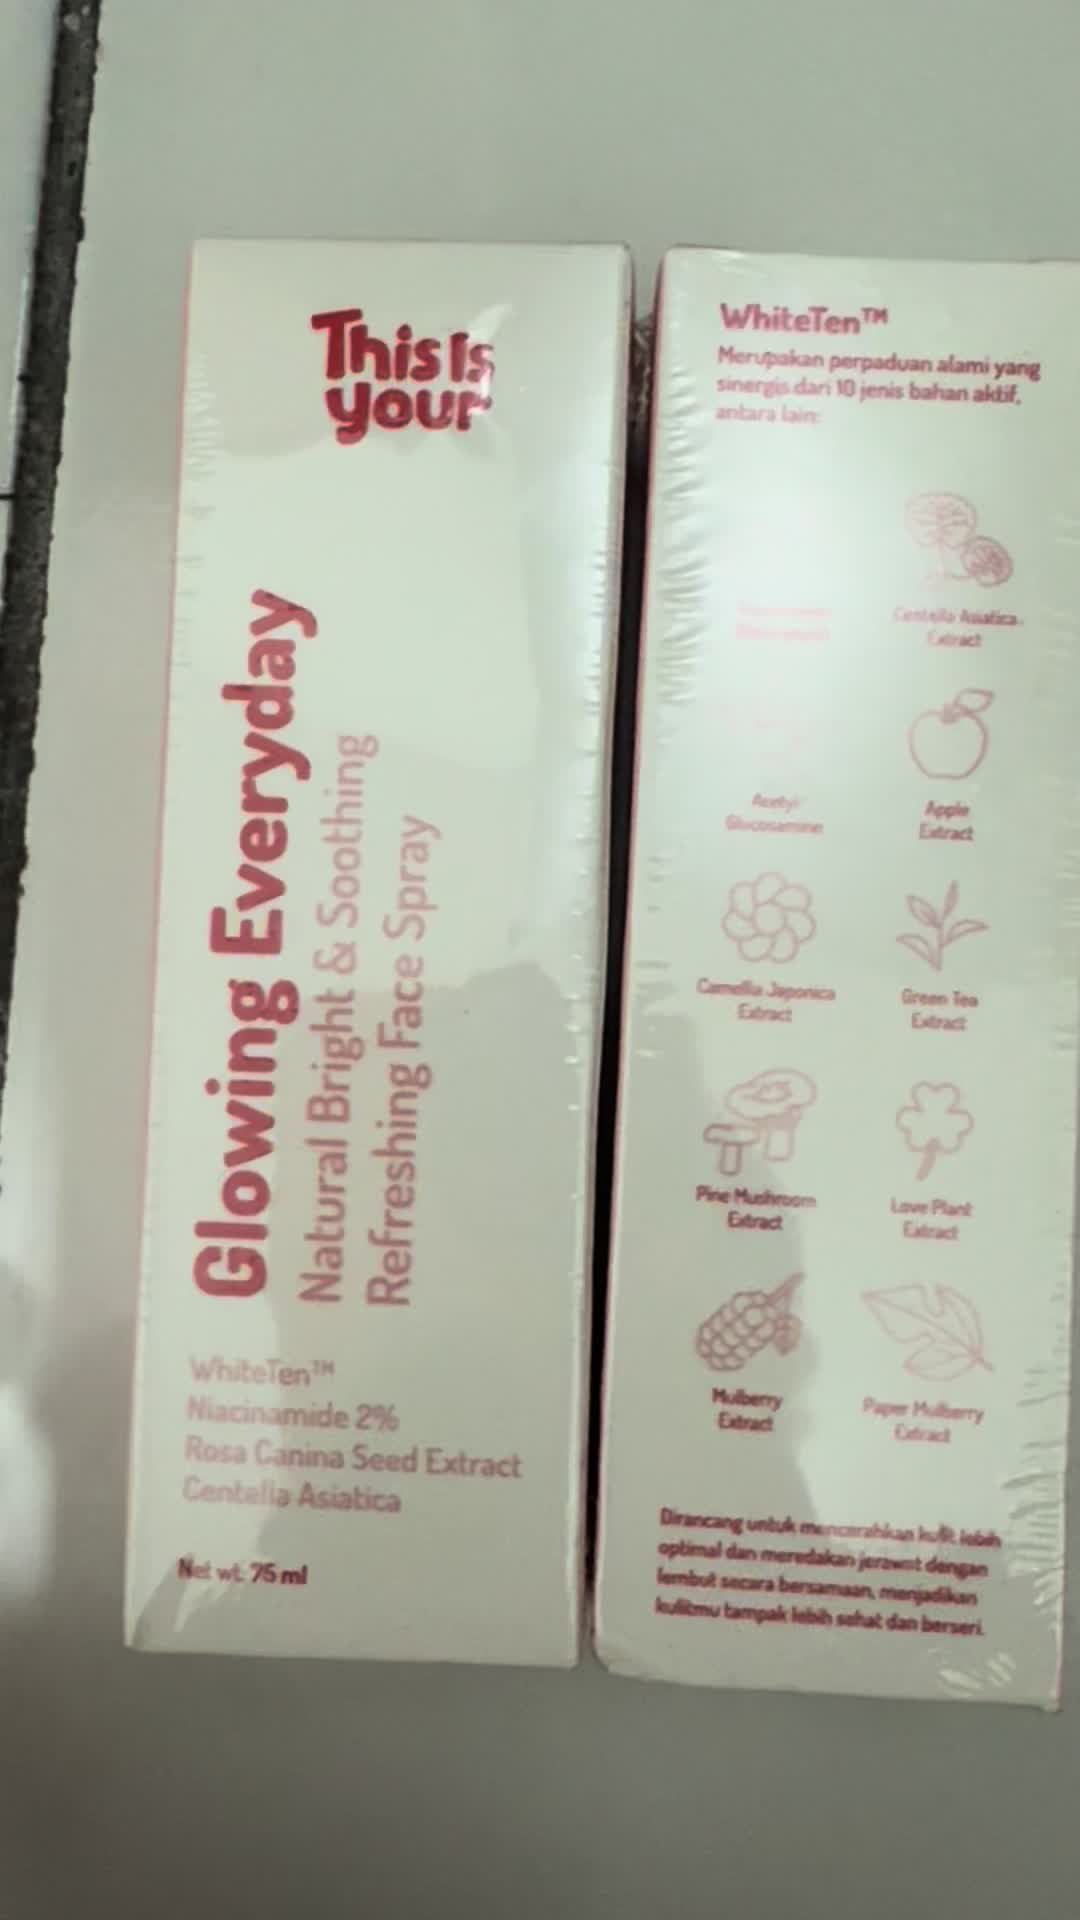 This Is
your
Glowing Everyday
Natural Bright & Soothing
Refreshing Face Spray
WhiteTen™
Niacinamide 2%
Rosa Canina Seed Extract
Centella Asiatica
Net wt. 75 ml
WhiteTen™
Merupakan perpaduan alami yang
sinergis dari 10 jenis bahan aktif,
antara lain:
Centella Asiatica
Extract
Acetyl
Glucosamine
Apple
Extract
Camellia Japonica
Extract
Green Tea
Extract
Pine Mushroom
Extract
Love Plant
Extract
Mulberry
Extract
Paper Mulberry
Extract
Dirancang untuk mencerahkan kulit lebih
optimal dan meredakan jerawat dengan
lembut secara bersamaan, menjadikan
kulitmu tampak lebih sehat dan berseri.